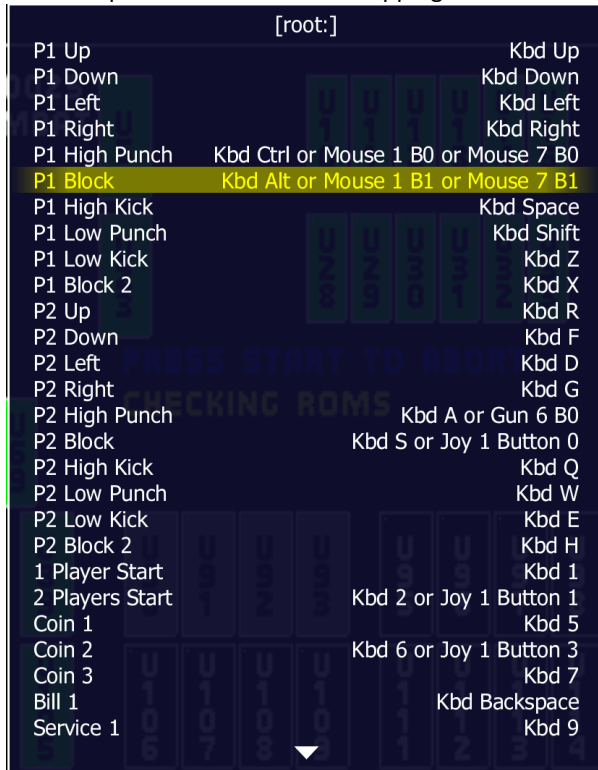 [root:]
P1 Up Kbd Up
P1 Down Kbd Down
P1 Left Kbd Left
P1 Right Kbd Right
P1 High Punch Kbd Ctrl or Mouse 1 B0 or Mouse 7 B0
P1 Block Kbd Alt or Mouse 1 B1 or Mouse 7 B1
P1 High Kick Kbd Space
P1 Low Punch Kbd Shift
P1 Low Kick Kbd Z
P1 Block 2 Kbd X
P2 Up Kbd R
P2 Down Kbd F
P2 Left Kbd D
P2 Right Kbd G
P2 High Punch Kbd A or Gun 6 B0
P2 Block Kbd S or Joy 1 Button 0
P2 High Kick Kbd Q
P2 Low Punch Kbd W
P2 Low Kick Kbd E
P2 Block 2 Kbd H
1 Player Start Kbd 1
2 Players Start Kbd 2 or Joy 1 Button 1
Coin 1 Kbd 5
Coin 2 Kbd 6 or Joy 1 Button 3
Coin 3 Kbd 7
Bill 1 Kbd Backspace
Service 1 Kbd 9
PRESS START TO ABORT
CHECKING ROMS